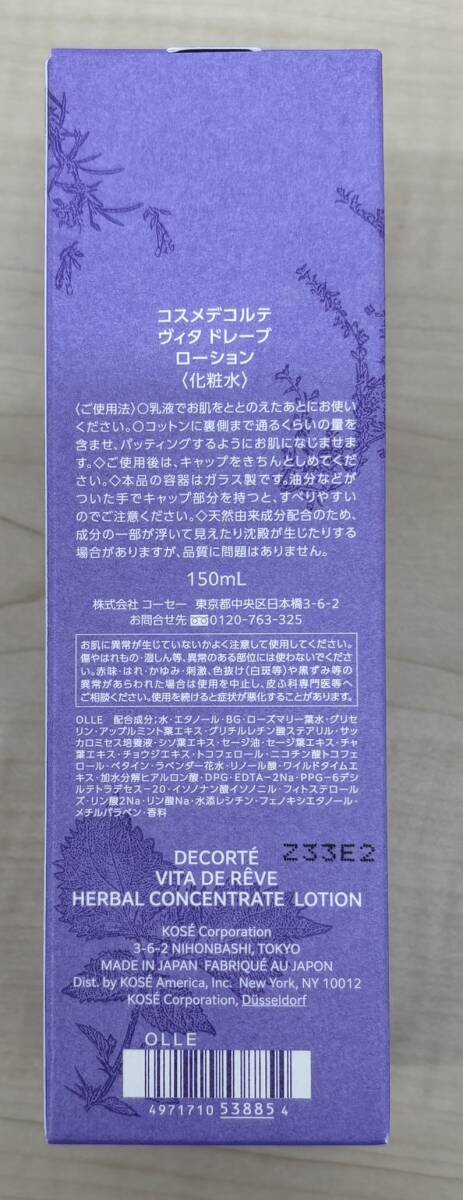 コスメデコルテ
ヴィタ ドレーブ
ローション
〈化粧水〉
〈ご使用法〉○乳液でお肌をととのえたあとにお使い
ください。○コットンに裏側まで通るくらいの量を
含ませ、パッティングするようにお肌になじませま
す。◇ご使用後は、キャップをきちんとしめてくだ
さい。◇本品の容器はガラス製です。油分などが
ついた手でキャップ部分を持つと、すべりやすい
のでご注意ください。◇天然由来成分配合のため、
成分の一部が浮いて見えたり沈殿が生じたりする
場合がありますが、品質に問題はありません。
150mL
株式会社 コーセー 東京都中央区日本橋3-6-2
お問合せ先 0120-763-325
お肌に異常が生じていないかよく注意して使用してください。
傷やはれもの・湿しん等、異常のある部位には使わないでくださ
い。赤味・はれ・かゆみ・刺激、色抜け(白斑等)や黒ずみ等の
異常があらわれた場合は使用を中止し、皮ふ科専門医等へ
ご相談ください。使用を続けると症状が悪化することがあります。
OLLE 配合成分;水・エタノール・BG・ローズマリー葉水・グリセ
リン・アップルミント葉エキス・グリチルレチン酸ステアリル・サッ
カロミセス培養液・シソ葉エキス・セージ油・セージ葉エキス・チャ
葉エキス・チョウジエキス・トコフェロール・ニコチン酸トコフェ
ロール・ベタイン・ラベンダー花水・リノール酸・ワイルドタイムエ
キス・加水分解ヒアルロン酸・DPG・EDTA-2Na・PPG-6デシ
ルテトラデセス-20・イソノナン酸イソノニル・フィトステロール
ズ・リン酸2Na・リン酸Na・水添レシチン・フェノキシエタノール・
メチルパラベン・香料
Z33E2
DECORTÉ
VITA DE RÊVE
HERBAL CONCENTRATE LOTION
KOSÉ Corporation
3-6-2 NIHONBASHI, TOKYO
MADE IN JAPAN FABRIQUÉ AU JAPON
Dist. by KOSÉ America, Inc. New York, NY 10012
KOSÉ Corporation, Düsseldorf
OLLE
4971710 53885 4